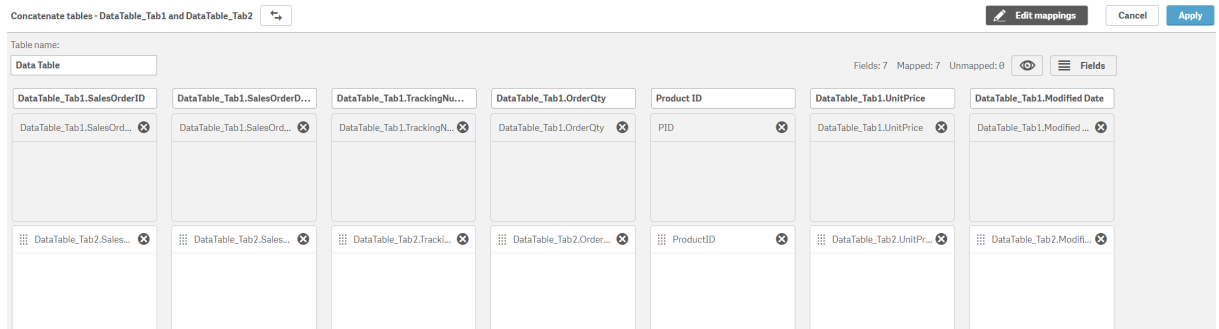 Concatenate tables - DataTable_Tab1 and DataTable_Tab2
Edit mappings
Cancel
Apply
Table name:
Data Table
Fields: 7 Mapped: 7 Unmapped: 0
Fields
DataTable_Tab1.SalesOrderID
DataTable_Tab1.SalesOrderD...
DataTable_Tab1.TrackingNu...
DataTable_Tab1.OrderQty
Product ID
DataTable_Tab1.UnitPrice
DataTable_Tab1.Modified Date
DataTable_Tab1.SalesOrd...
DataTable_Tab1.SalesOrd...
DataTable_Tab1.TrackingN...
DataTable_Tab1.OrderQty
PID
DataTable_Tab1.UnitPrice
DataTable_Tab1.Modified ...
DataTable_Tab2.Sales...
DataTable_Tab2.Sales...
DataTable_Tab2.Tracki...
DataTable_Tab2.Order...
ProductID
DataTable_Tab2.UnitPr...
DataTable_Tab2.Modifi...